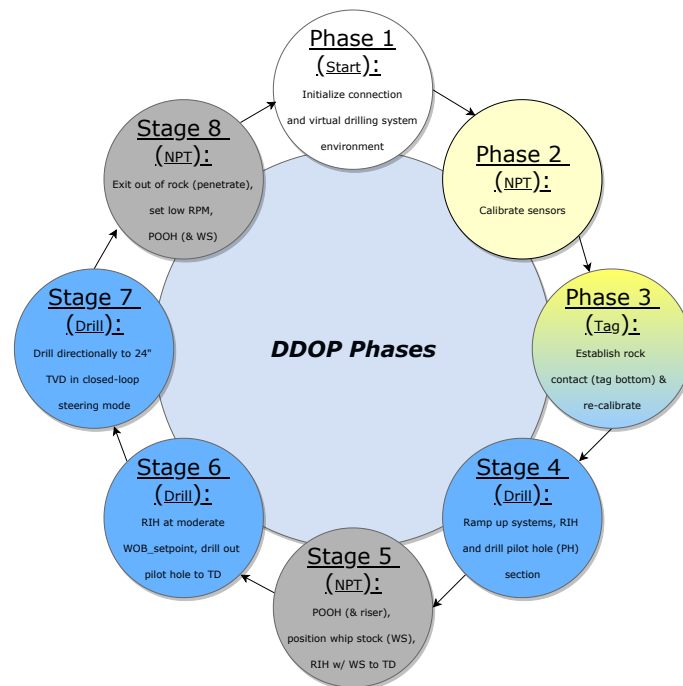 Phase 1
(Start):
Initialize connection
and virtual drilling system
environment
Phase 2
(NPT):
Calibrate sensors
Phase 3
(Tag):
Establish rock
contact (tag bottom) &
re-calibrate
Stage 4
(Drill):
Ramp up systems, RIH
and drill pilot hole (PH)
section
Stage 5
(NPT):
POOH (& riser),
position whip stock (WS),
RIH w/ WS to TD
Stage 6
(Drill):
RIH at moderate
WOB_setpoint, drill out
pilot hole to TD
Stage 7
(Drill):
Drill directionally to 24"
TVD in closed-loop
steering mode
Stage 8
(NPT):
Exit out of rock (penetrate),
set low RPM,
POOH (& WS)
DDOP Phases